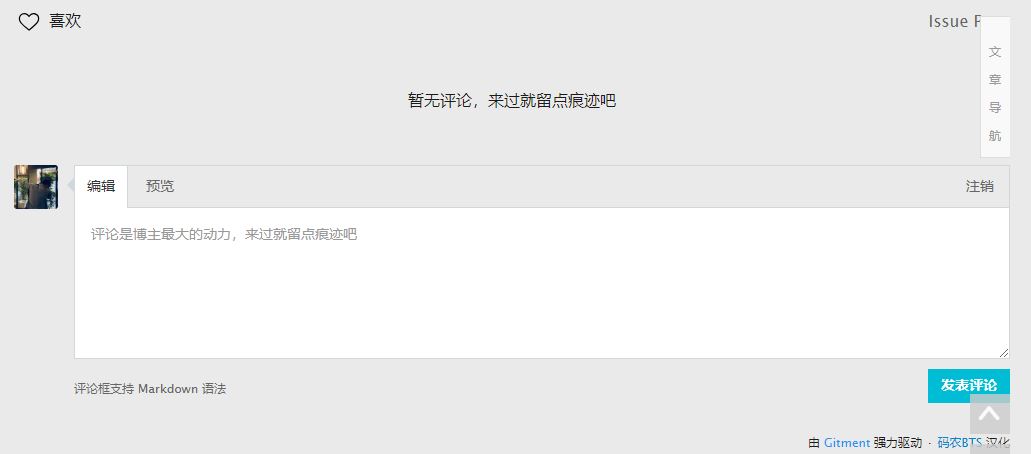 喜欢
Issue P
文
章
导
航
暂无评论，来过就留点痕迹吧
编辑 预览 注销
评论是博主最大的动力，来过就留点痕迹吧
评论框支持 Markdown 语法
发表评论
由 Gitment 强力驱动 · 码农BTS 汉化